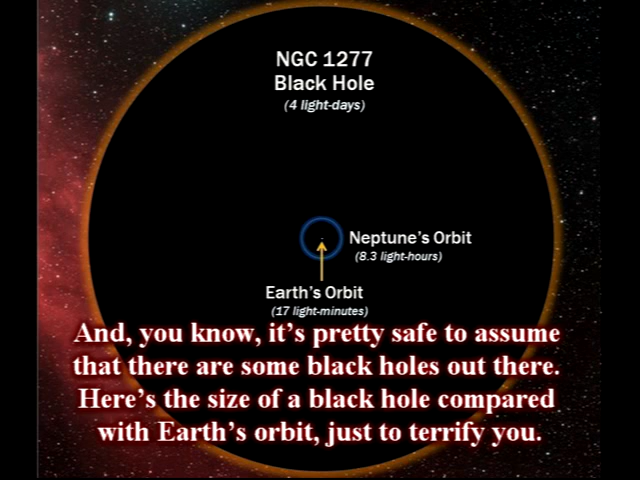 NGC 1277
Black Hole
(4 light-days)
Neptune's Orbit
(8.3 light-hours)
Earth's Orbit
(17 light-minutes)
And, you know, it's pretty safe to assume
that there are some black holes out there.
Here's the size of a black hole compared
with Earth's orbit, just to terrify you.